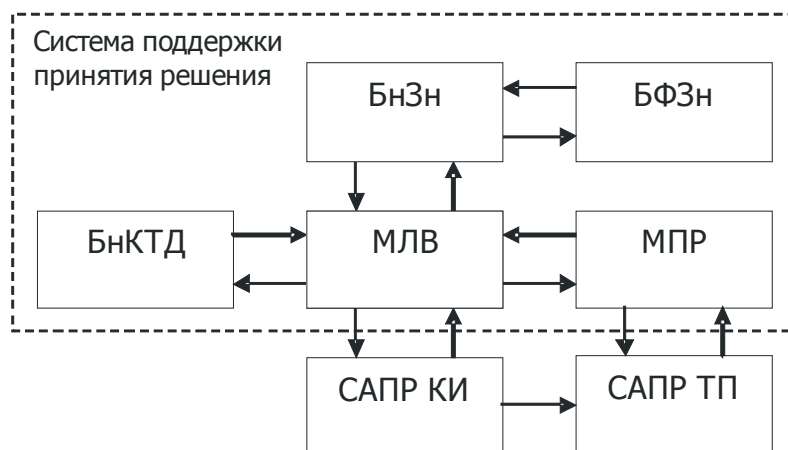 Система поддержки
принятия решения
БнЗн
БФЗн
БнКТД
МЛВ
МПР
САПР КИ
САПР ТП